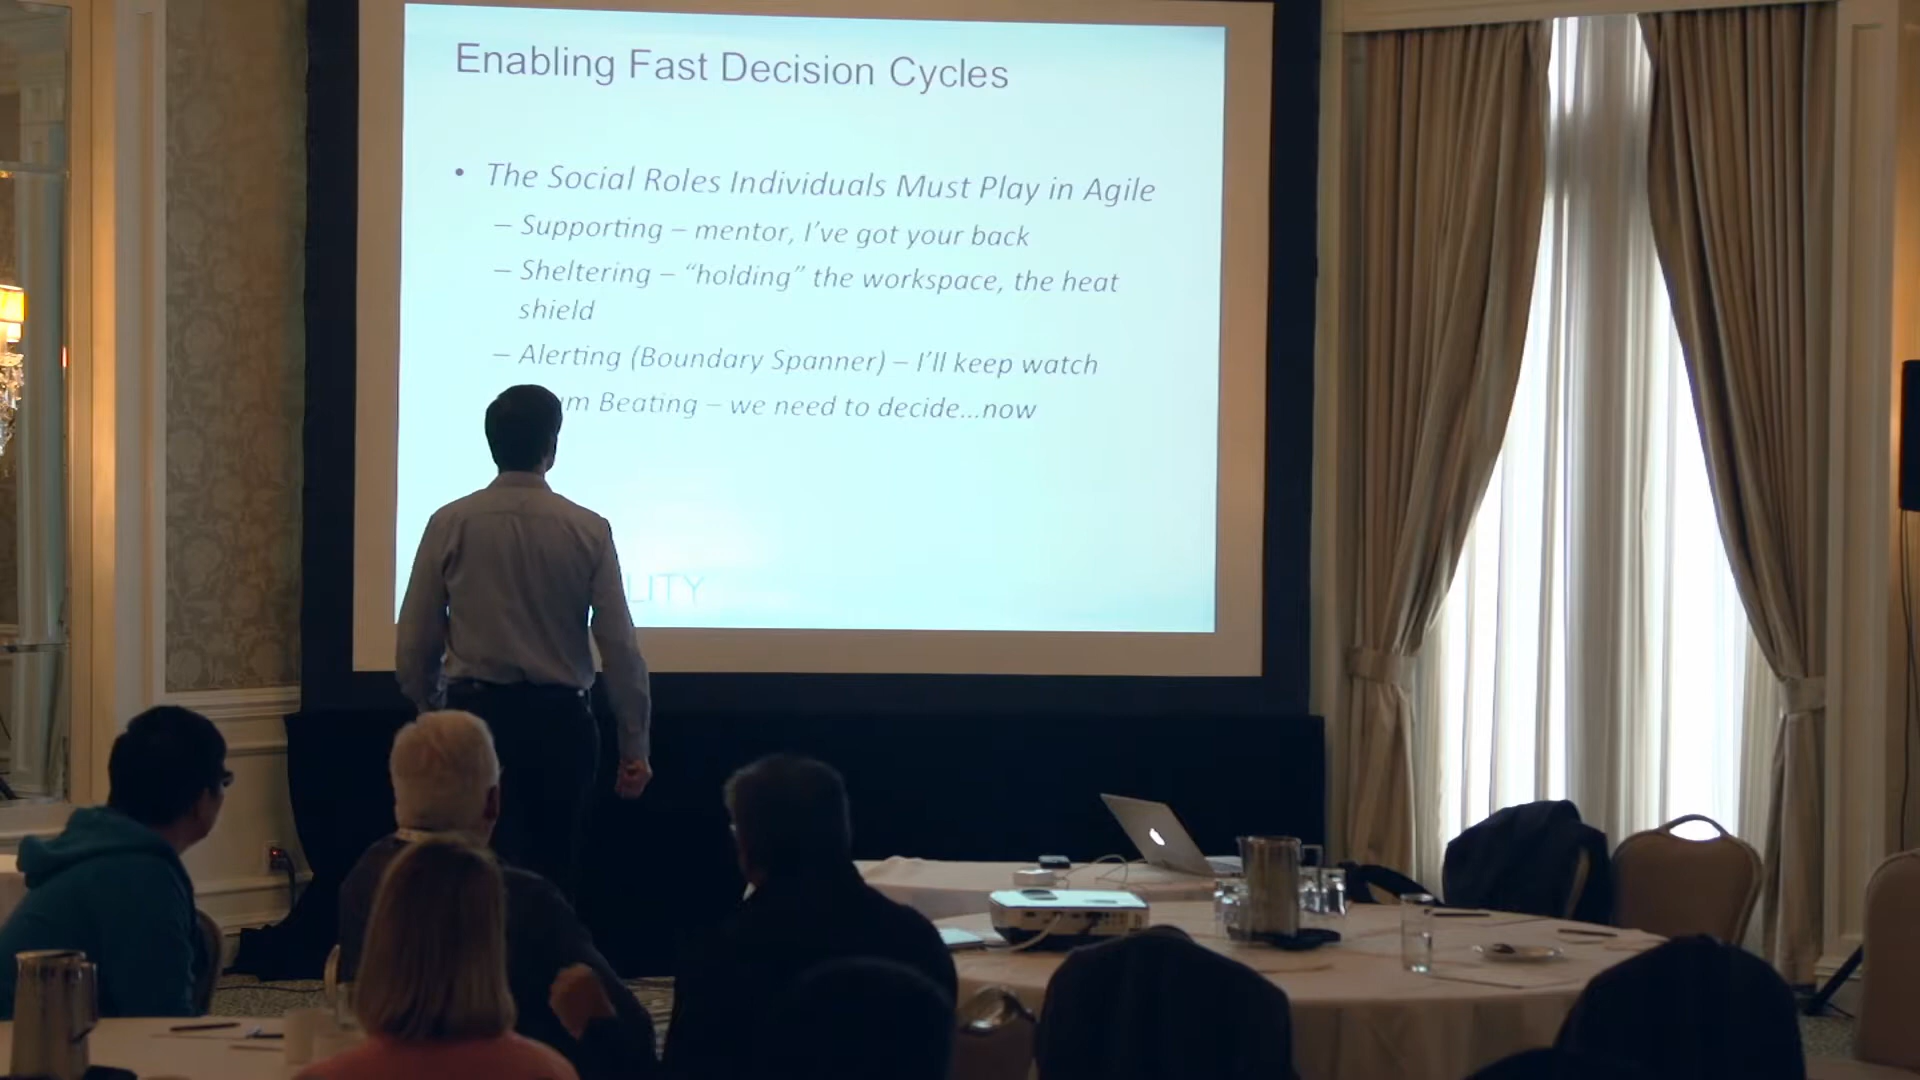 Enabling Fast Decision Cycles
• The Social Roles Individuals Must Play in Agile
– Supporting – mentor, I've got your back
– Sheltering – “holding” the workspace, the heat
shield
– Alerting (Boundary Spanner) – I'll keep watch
Beating – we need to decide...now